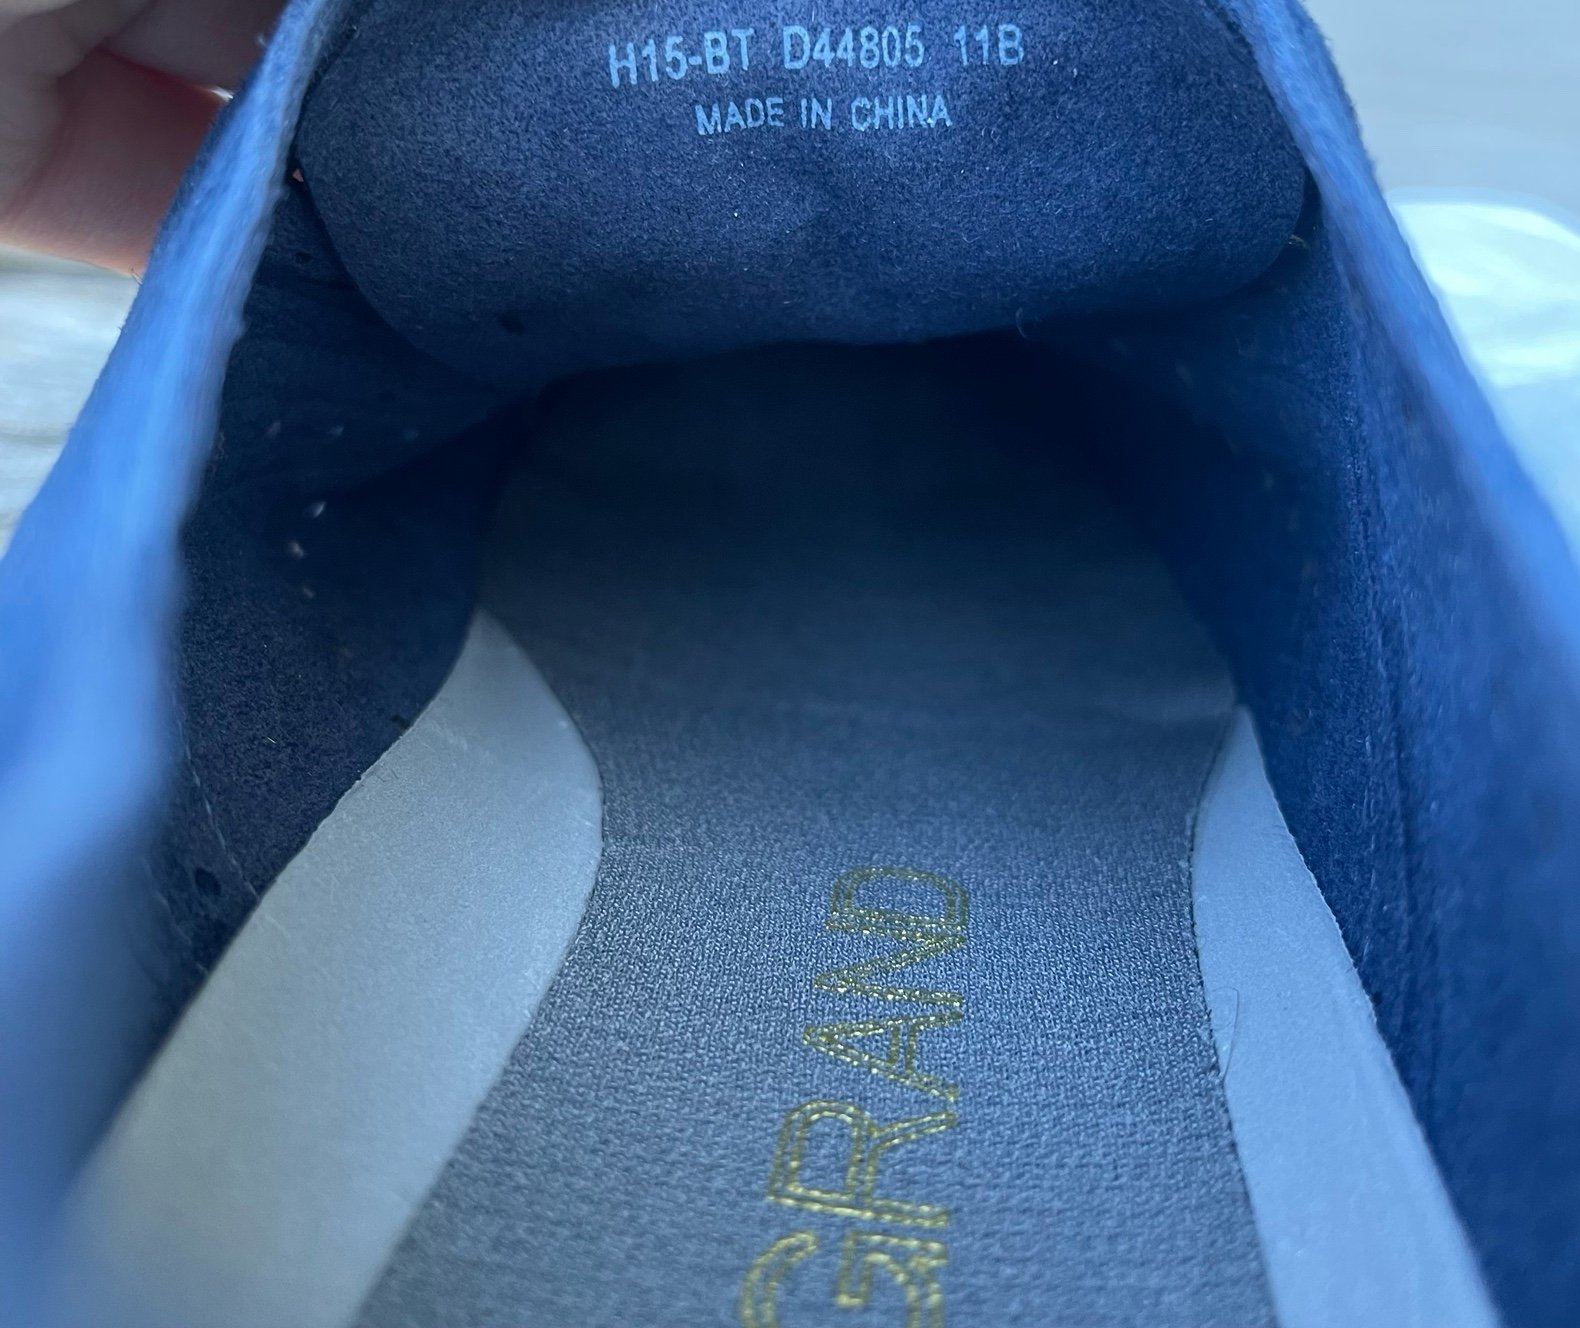 H15-BT D44805 11B
MADE IN CHINA
GRAND